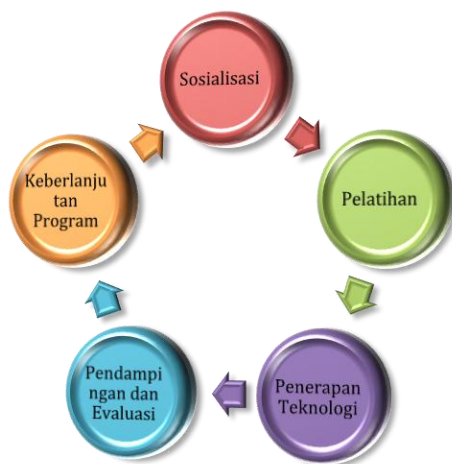 Sosialisasi
Pelatihan
Penerapan
Teknologi
Pendampi
ngan dan
Evaluasi
Keberlanju
tan
Program